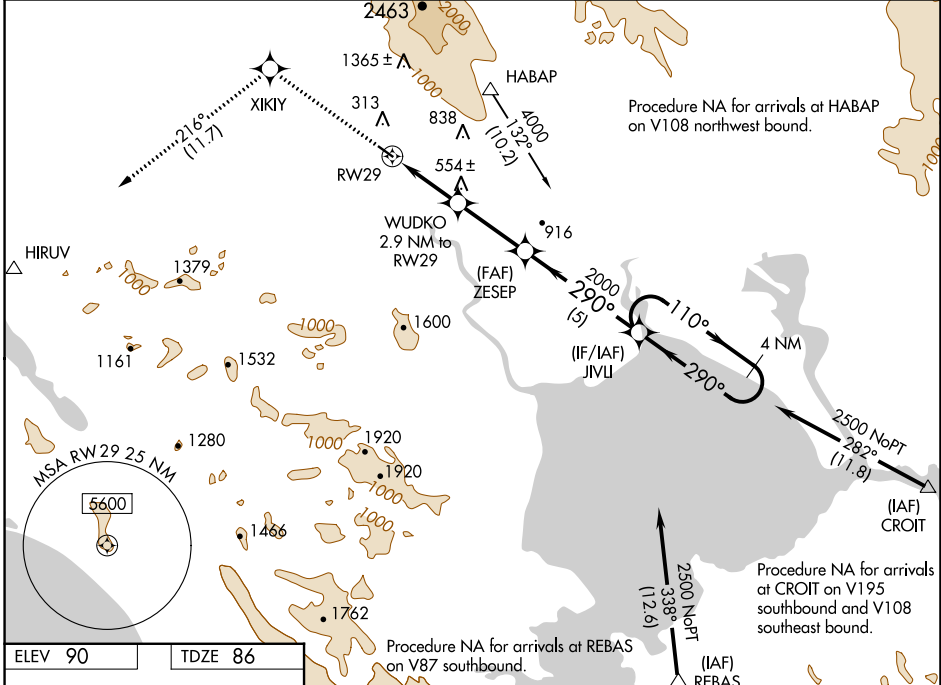 2463
2000
1365 ±
1000
HABAP
XIKIY
313
838
4000
132°
(10.2)
Procedure NA for arrivals at HABAP
on V108 northwest bound.
1000
216°
(11.7)
554 ±
RW29
WUDKO
2.9 NM to
RW29
916
HIRUV
(FAF)
ZESEP
1000
1379
2000
290°
(5)
110°
1000
1600
(IF/IAF)
JIVLI
4 NM
1161
1532
290°
2500 NoPT
282°
(11.8)
1280
1000
1920
1920
1000
MSA RW29 25 NM
5600
(IAF)
CROIT
1000
1466
2500 NoPT
338°
(12.6)
Procedure NA for arrivals
at CROIT on V195
southbound and V108
southeast bound.
1762
ELEV 90
TDZE 86
Procedure NA for arrivals at REBAS
on V87 southbound.
(IAF)
REBAS